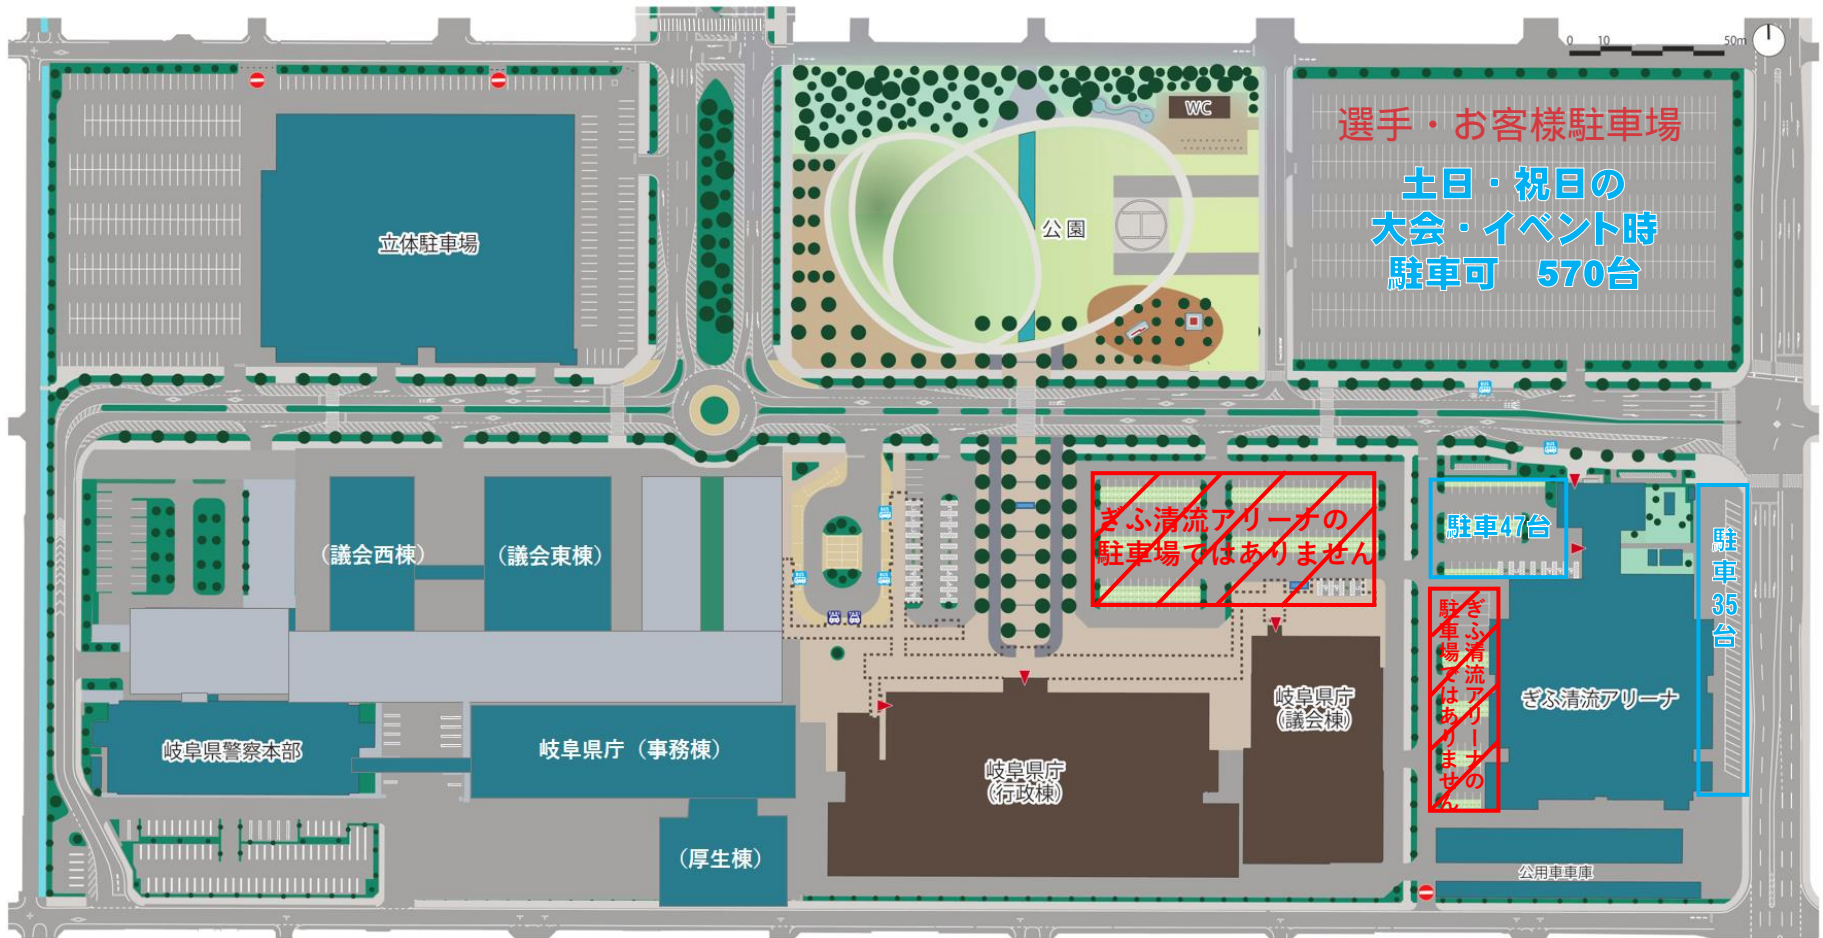 0 10 50m
選手・お客様駐車場
WC
土日・祝日の
大会・イベント時
駐車可 570台
立体駐車場
公園
ぎふ清流アリーナの
駐車場ではありません
駐車47台
駐車35台
(議会西棟)
(議会東棟)
ぎふ清流アリーナの
駐車場ではありません
ぎふ清流アリーナ
岐阜県庁
(議会棟)
岐阜県警察本部
岐阜県庁(事務棟)
岐阜県庁
(行政棟)
(厚生棟)
公用車車庫